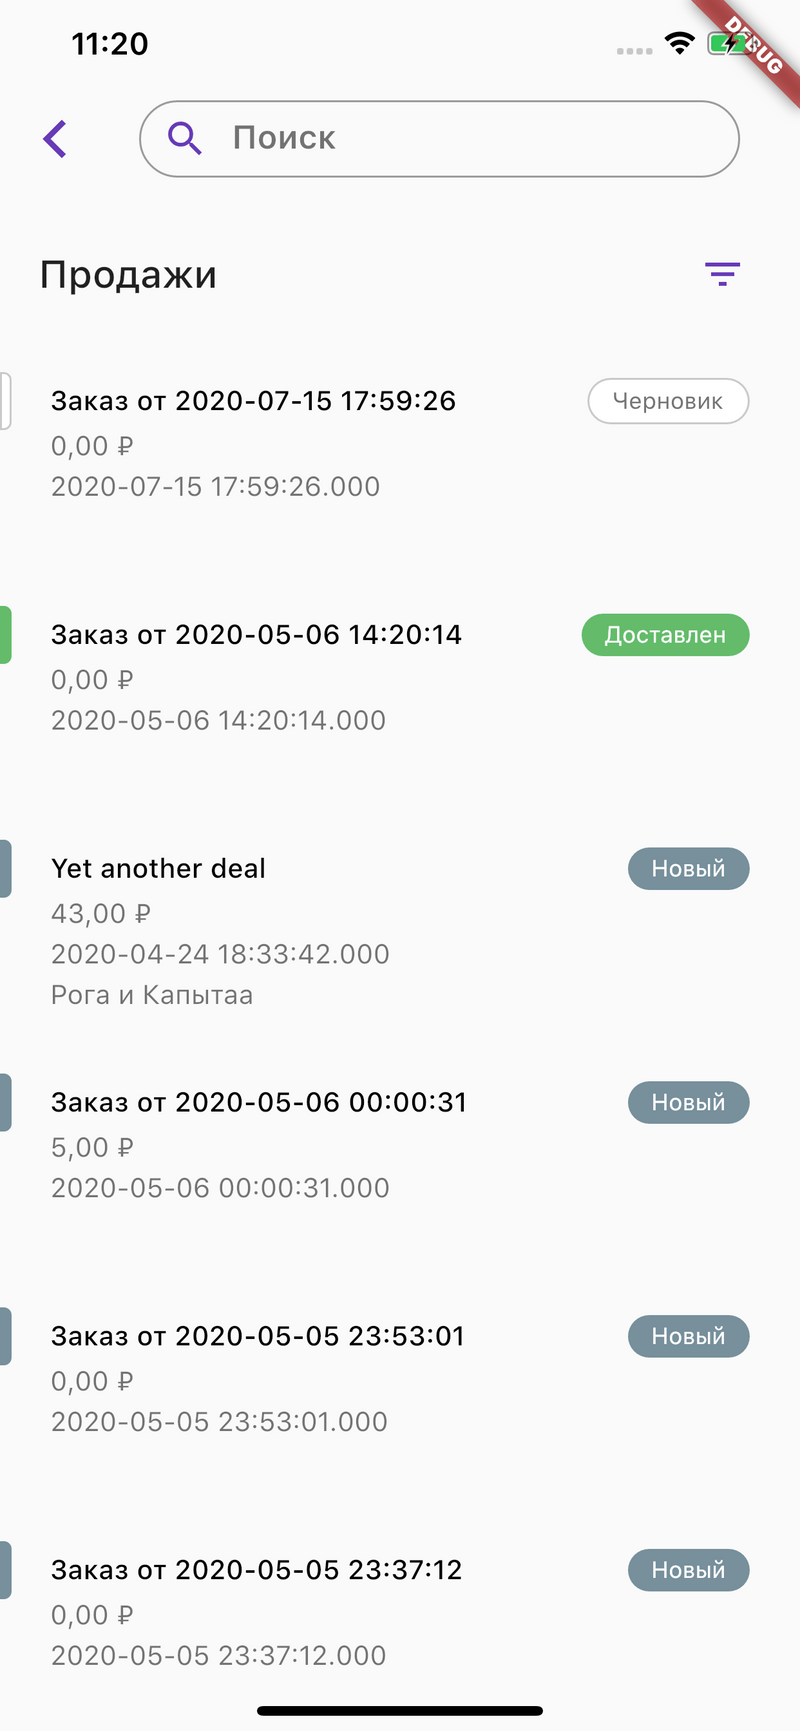 11:20
DEBUG
Поиск
Продажи
Заказ от 2020-07-15 17:59:26 Черновик
0,00 ₽
2020-07-15 17:59:26.000
Заказ от 2020-05-06 14:20:14 Доставлен
0,00 ₽
2020-05-06 14:20:14.000
Yet another deal Новый
43,00 ₽
2020-04-24 18:33:42.000
Рога и Капытаа
Заказ от 2020-05-06 00:00:31 Новый
5,00 ₽
2020-05-06 00:00:31.000
Заказ от 2020-05-05 23:53:01 Новый
0,00 ₽
2020-05-05 23:53:01.000
Заказ от 2020-05-05 23:37:12 Новый
0,00 ₽
2020-05-05 23:37:12.000